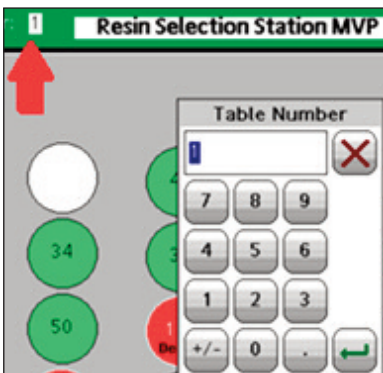 1 Resin Selection Station MVP
Table Number
1
7 8 9
34
4 5 6
50
1 2 3
+/- 0 .